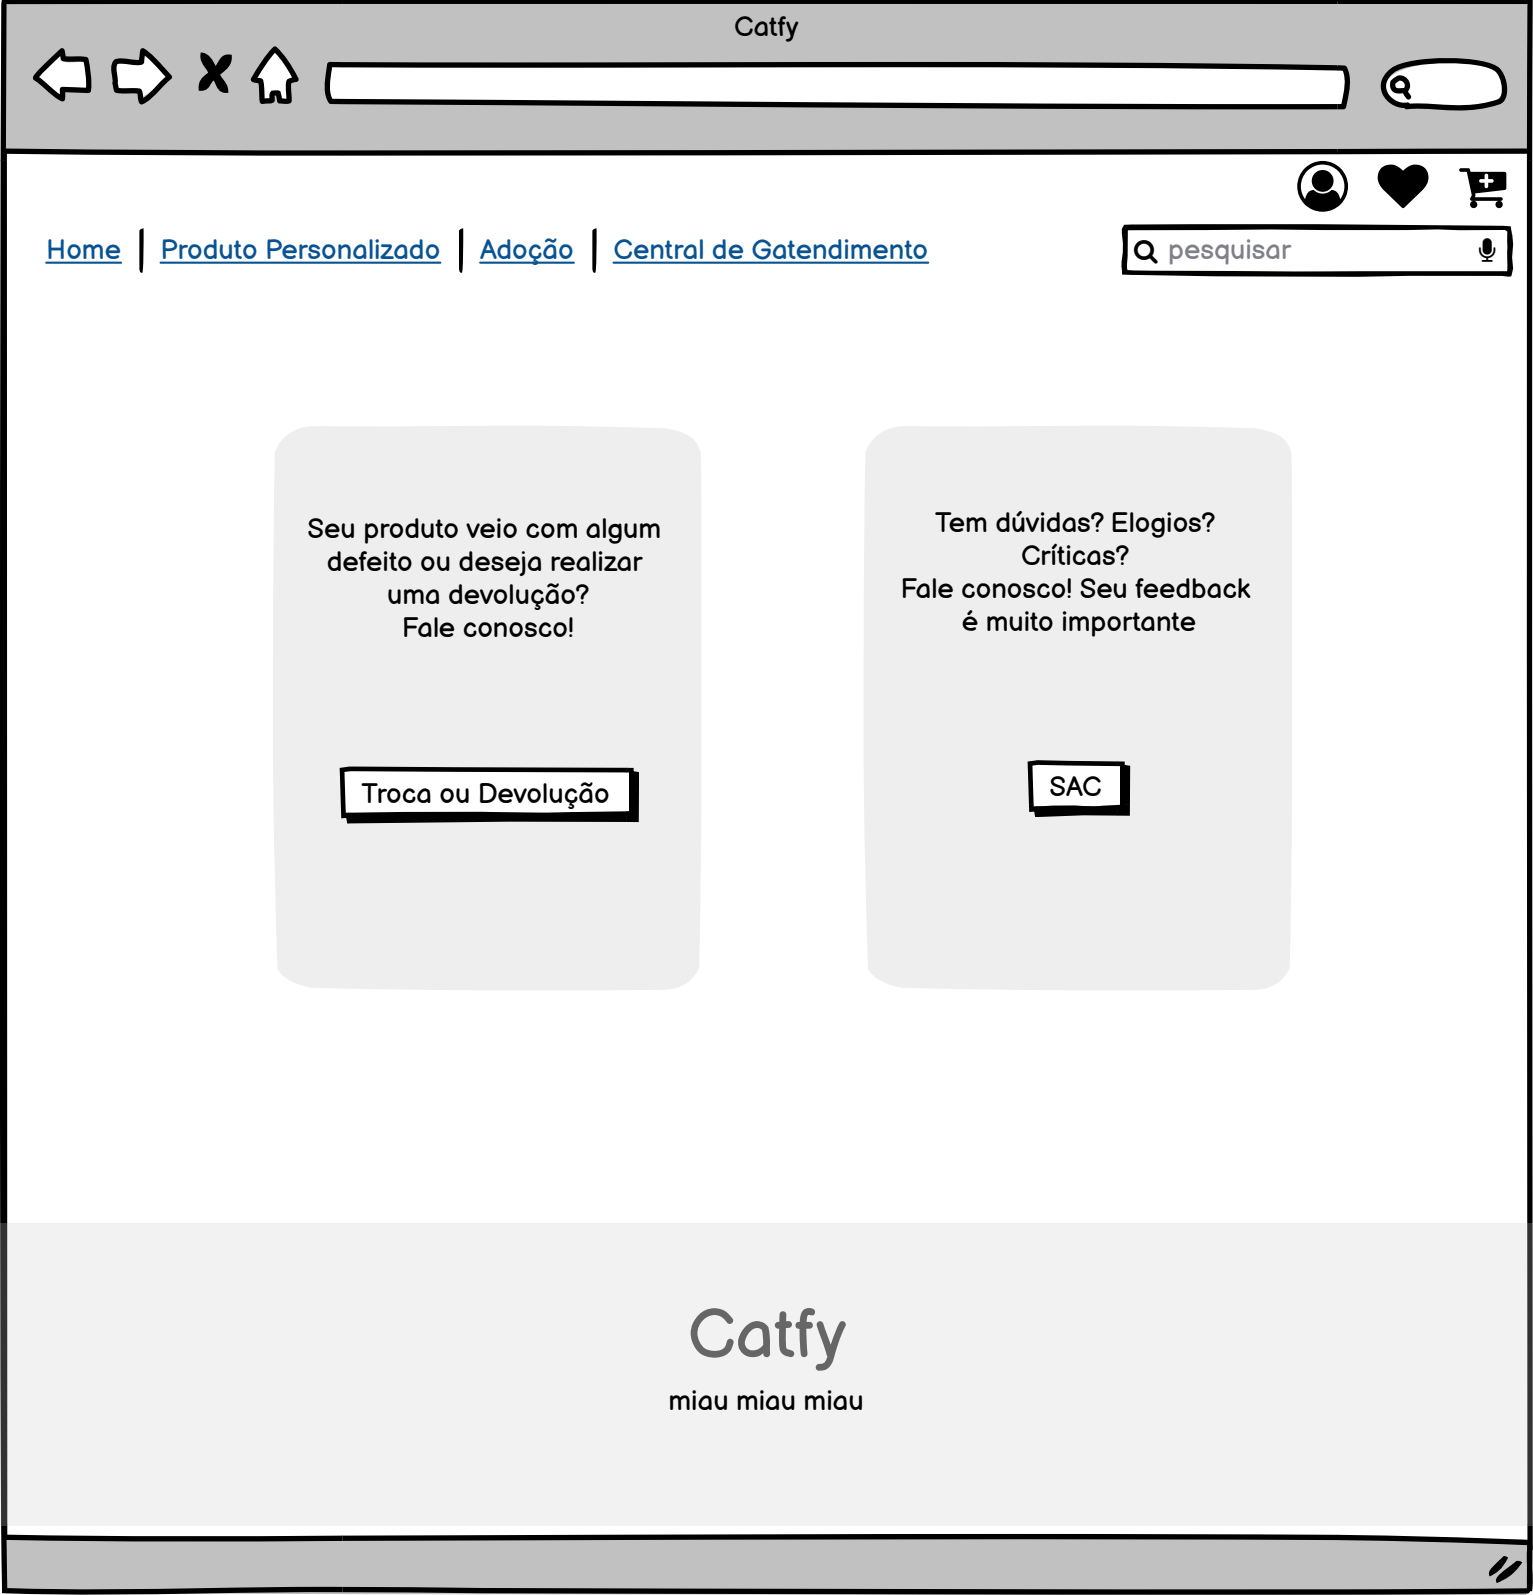 Catfy
Home
Produto Personalizado
Adoção
Central de Gatendimento
pesquisar
Seu produto veio com algum
defeito ou deseja realizar
uma devolução?
Fale conosco!
Troca ou Devolução
Tem dúvidas? Elogios?
Críticas?
Fale conosco! Seu feedback
é muito importante
SAC
Catfy
miau miau miau